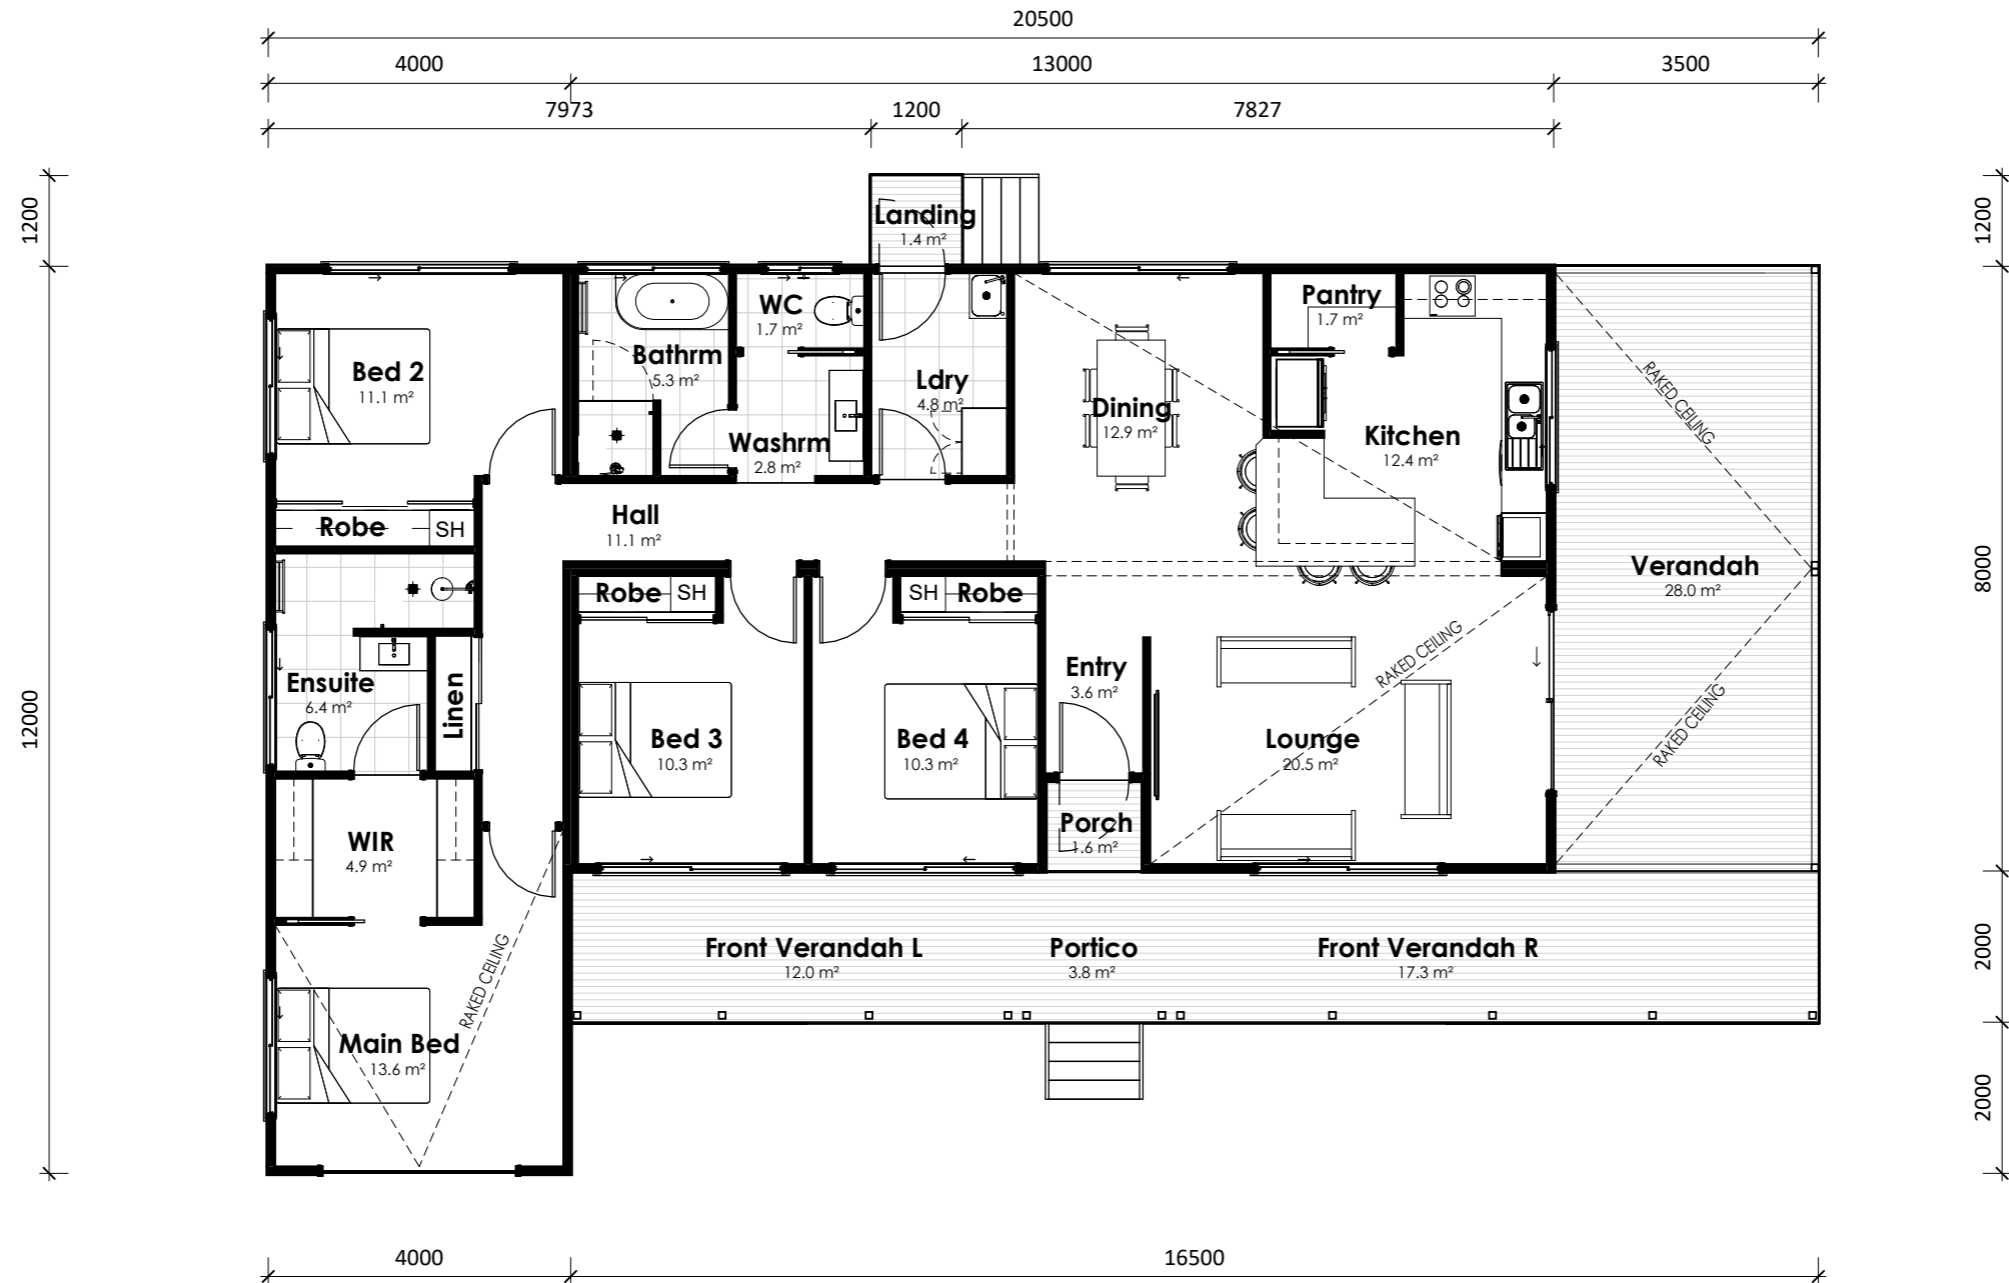 20500
4000
13000
3500
7973
1200
7827
1200
1200
Landing
1.4 m²
WC
1.7 m²
Pantry
1.7 m²
Bathrm
5.3 m²
Bed 2
11.1 m²
Ldry
4.8 m²
Dining
12.9 m²
RAKED CEILING
Kitchen
12.4 m²
Washrm
2.8 m²
Robe
SH
Hall
11.1 m²
Verandah
28.0 m²
8000
Robe
SH
SH
Robe
RAKED CEILING
Entry
3.6 m²
Ensuite
6.4 m²
Linen
12000
RAKED CEILING
Bed 3
10.3 m²
Bed 4
10.3 m²
Lounge
20.5 m²
Porch
1.6 m²
WIR
4.9 m²
RAKED CEILING
Front Verandah L
12.0 m²
Portico
3.8 m²
Front Verandah R
17.3 m²
2000
Main Bed
13.6 m²
2000
4000
16500